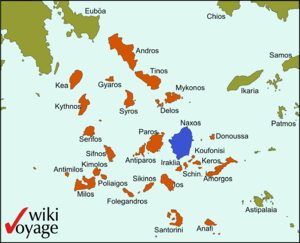 Euböa
Chios
Andros
Samos
Tinos
Kea
Gyaros
Ikaria
Mykonos
Kythnos
Syros
Delos
Naxos
Patmos
Serifos
Paros
Donoussa
Sifnos
Koufonisi
Antiparos
Iraklia
Keros
Kimolos
Antimilos
Schin.
Amorgos
Poliaigos
Sikinos
Ios
Milos
Folegandros
Astipalaia
wiki
voyage
Santorini
Anafi